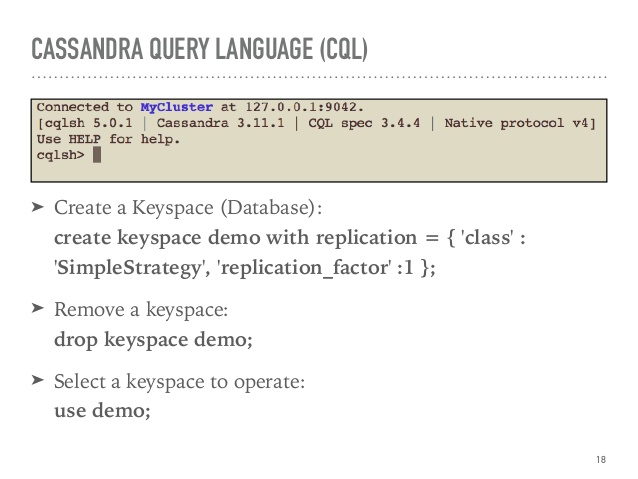 CASSANDRA QUERY LANGUAGE (CQL)
Connected to MyCluster at 127.0.0.1:9042.
[cqlsh 5.0.1 | Cassandra 3.11.1 | CQL spec 3.4.4 | Native protocol v4]
Use HELP for help.
cqlsh>
➤ Create a Keyspace (Database):
create keyspace demo with replication = { 'class' :
'SimpleStrategy', 'replication_factor' :1 };
➤ Remove a keyspace:
drop keyspace demo;
➤ Select a keyspace to operate:
use demo;
18